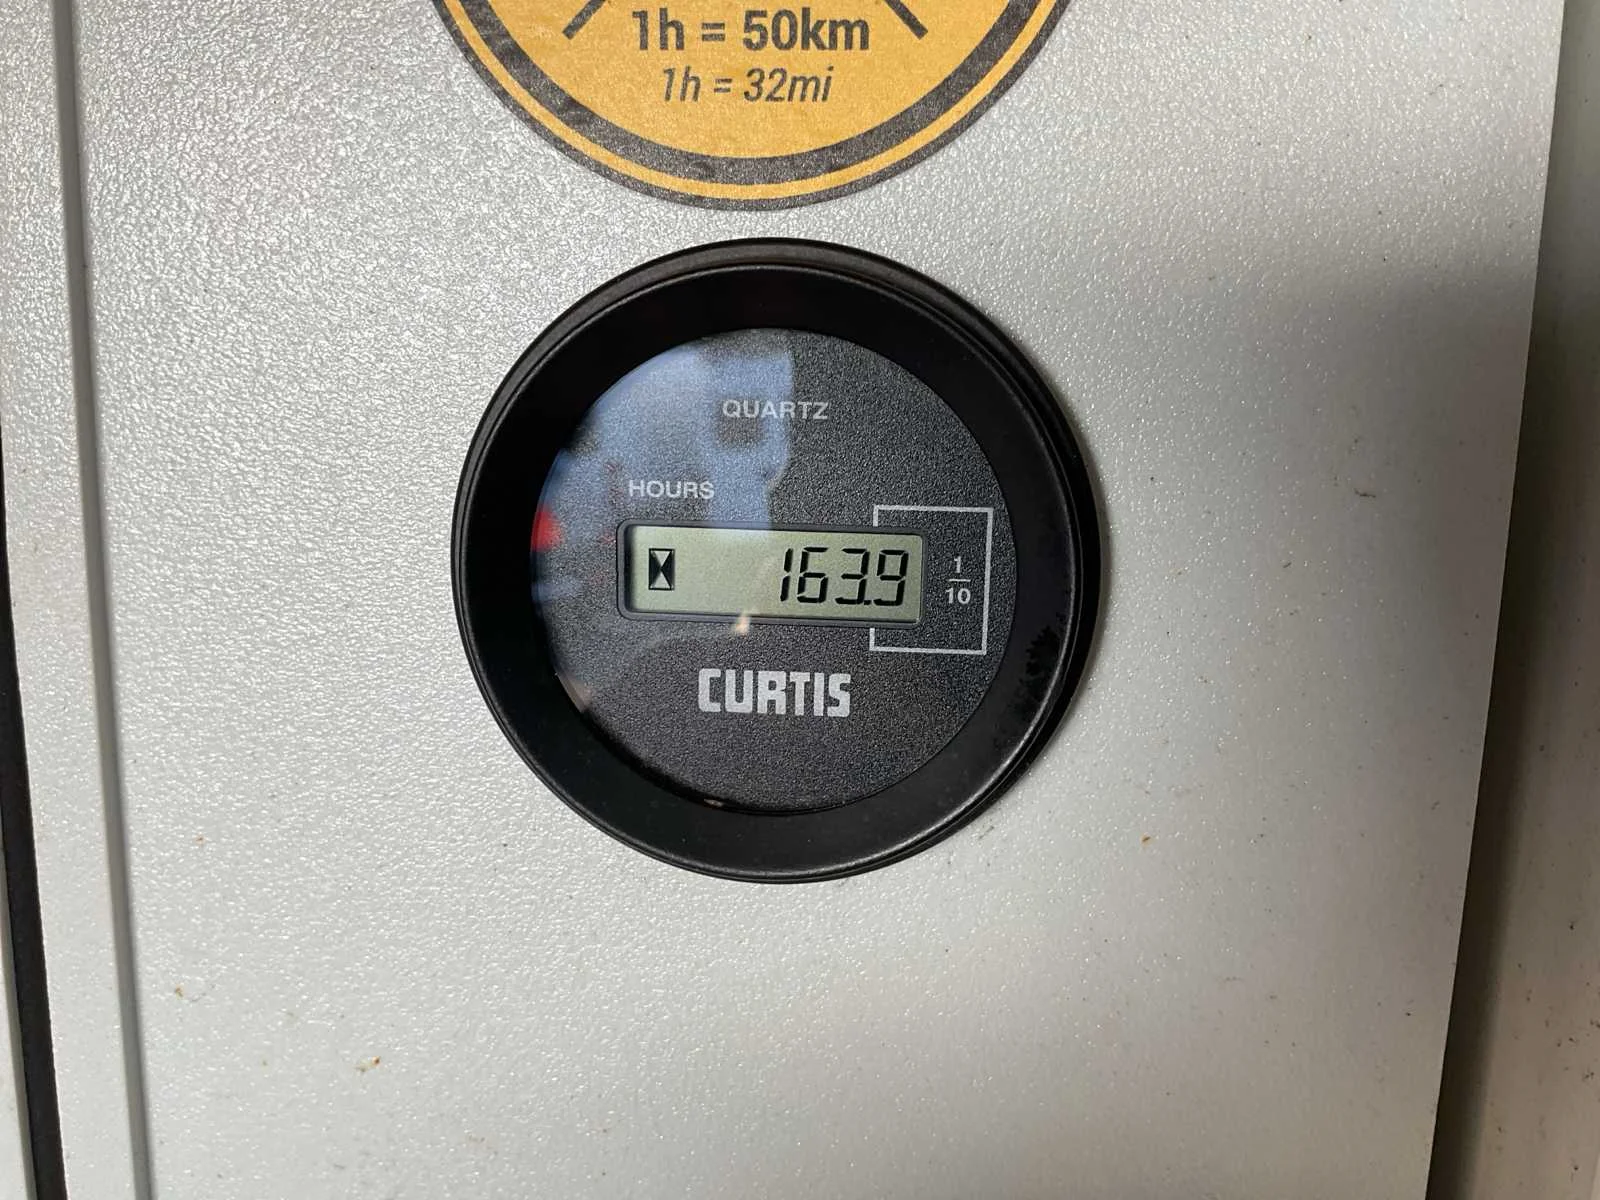 1h = 50km
1h = 32mi
QUARTZ
HOURS
163.9
1
10
CURTIS